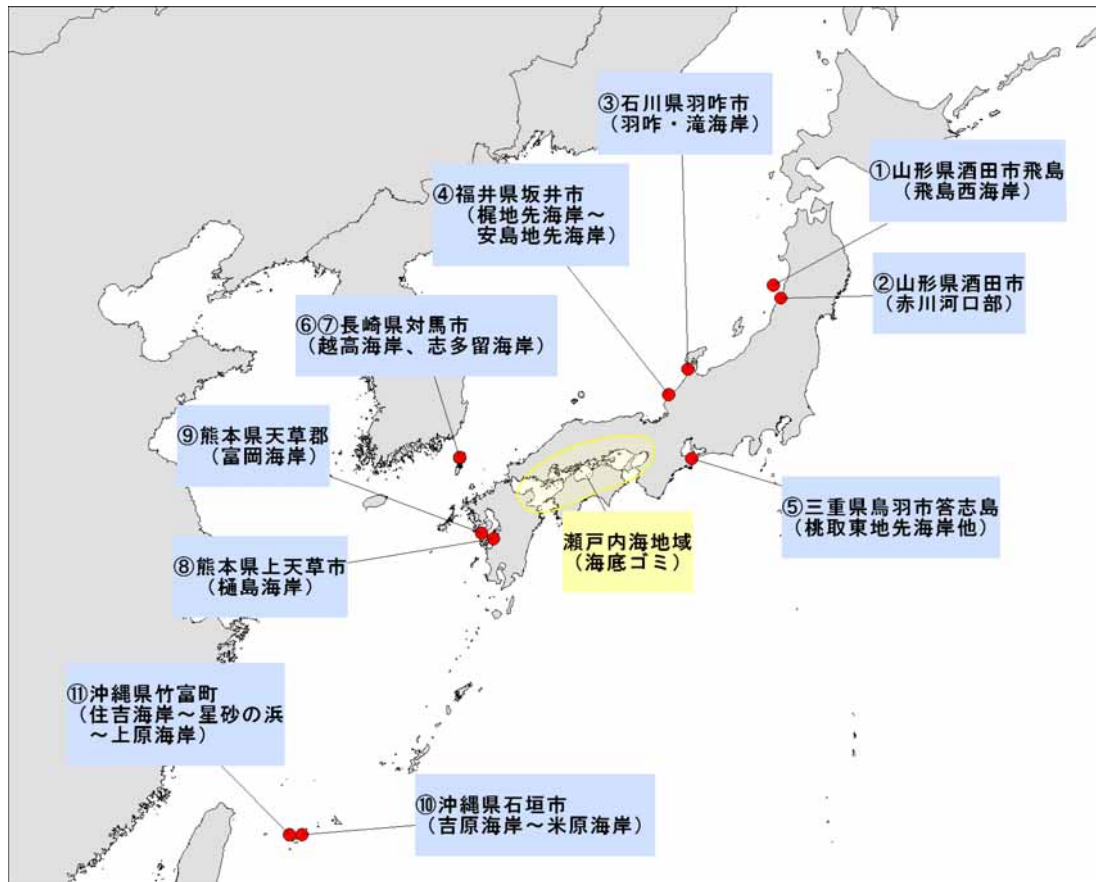 ③石川県羽咋市
（羽咋・滝海岸）
①山形県酒田市飛島
（飛島西海岸）
④福井県坂井市
（梶地先海岸～
安島地先海岸）
②山形県酒田市
（赤川河口部）
⑥⑦長崎県対馬市
（越高海岸、志多留海岸）
⑨熊本県天草郡
（富岡海岸）
⑤三重県鳥羽市答志島
（桃取東地先海岸他）
瀬戸内海地域
（海底ゴミ）
⑧熊本県上天草市
（樋島海岸）
⑪沖縄県竹富町
（住吉海岸～星砂の浜
～上原海岸）
⑩沖縄県石垣市
（吉原海岸～米原海岸）